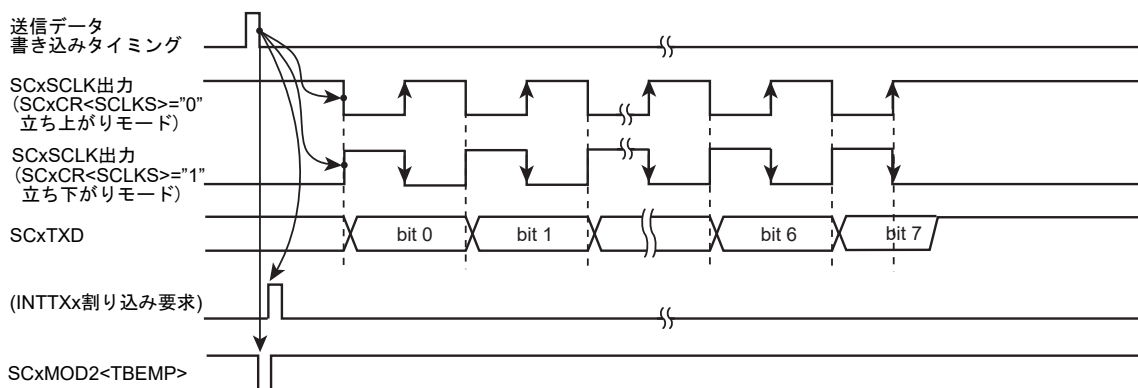 送信データ
書き込みタイミング
SCxSCLK出力
(SCxCR<SCLKS>="0"
立ち上がりモード)
SCxSCLK出力
(SCxCR<SCLKS>="1"
立ち下がりモード)
SCxTXD
bit 0
bit 1
bit 6
bit 7
(INTTXx割り込み要求)
SCxMOD2<TBEMP>